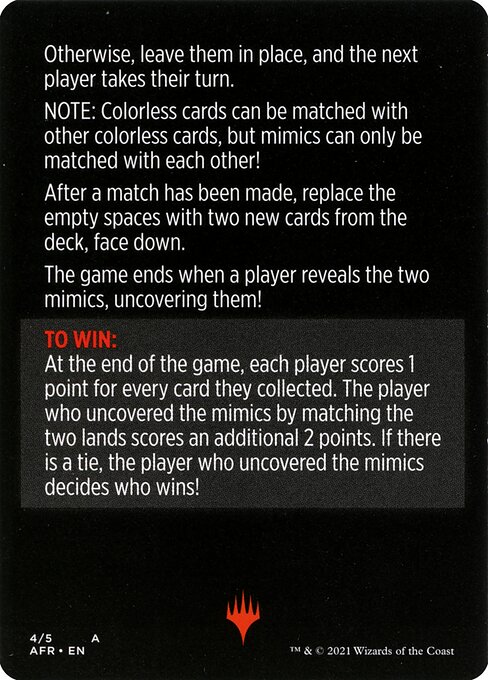 Otherwise, leave them in place, and the next
player takes their turn.
NOTE: Colorless cards can be matched with
other colorless cards, but mimics can only be
matched with each other!
After a match has been made, replace the
empty spaces with two new cards from the
deck, face down.
The game ends when a player reveals the two
mimics, uncovering them!
TO WIN:
At the end of the game, each player scores 1
point for every card they collected. The player
who uncovered the mimics by matching the
two lands scores an additional 2 points. If there
is a tie, the player who uncovered the mimics
decides who wins!
4/5 A
AFR • EN
™ & © 2021 Wizards of the Coast